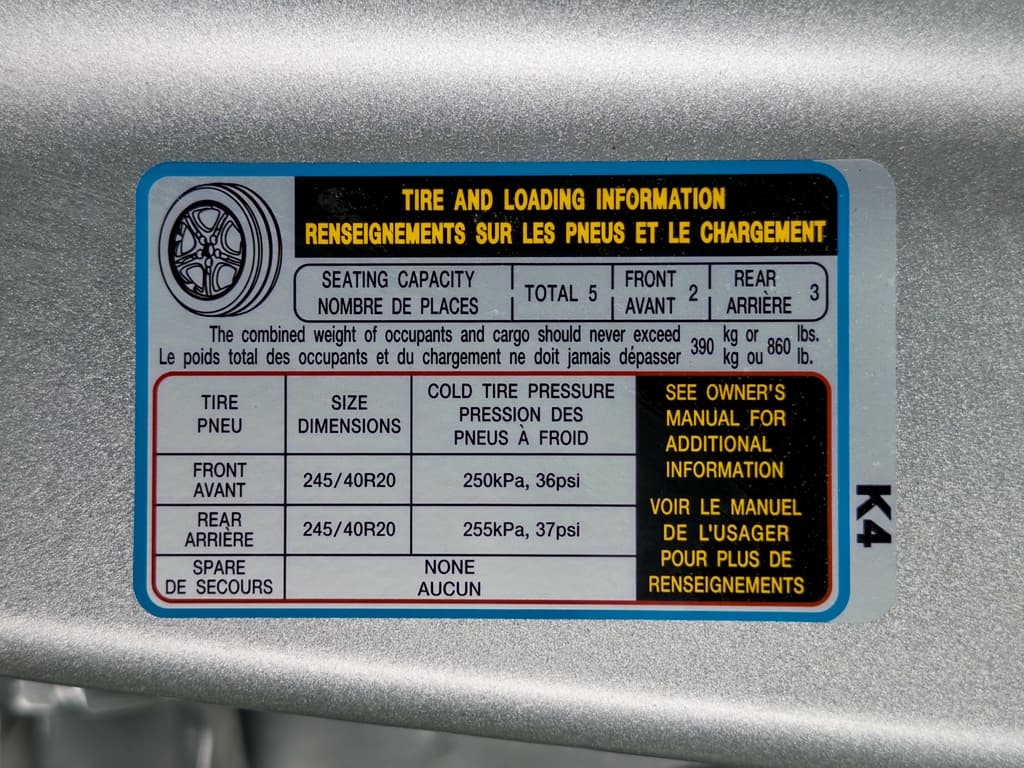 TIRE AND LOADING INFORMATION
RENSEIGNEMENTS SUR LES PNEUS ET LE CHARGEMENT
SEATING CAPACITY
NOMBRE DE PLACES
TOTAL 5
FRONT
AVANT
2
REAR
ARRIÈRE
3
The combined weight of occupants and cargo should never exceed
Le poids total des occupants et du chargement ne doit jamais dépasser
390
kg or
kg ou
860
lbs.
lb.
TIRE
PNEU
SIZE
DIMENSIONS
COLD TIRE PRESSURE
PRESSION DES
PNEUS À FROID
FRONT
AVANT
245/40R20
250kPa, 36psi
REAR
ARRIÈRE
245/40R20
255kPa, 37psi
SPARE
DE SECOURS
NONE
AUCUN
SEE OWNER'S
MANUAL FOR
ADDITIONAL
INFORMATION
VOIR LE MANUEL
DE L'USAGER
POUR PLUS DE
RENSEIGNEMENTS
K4